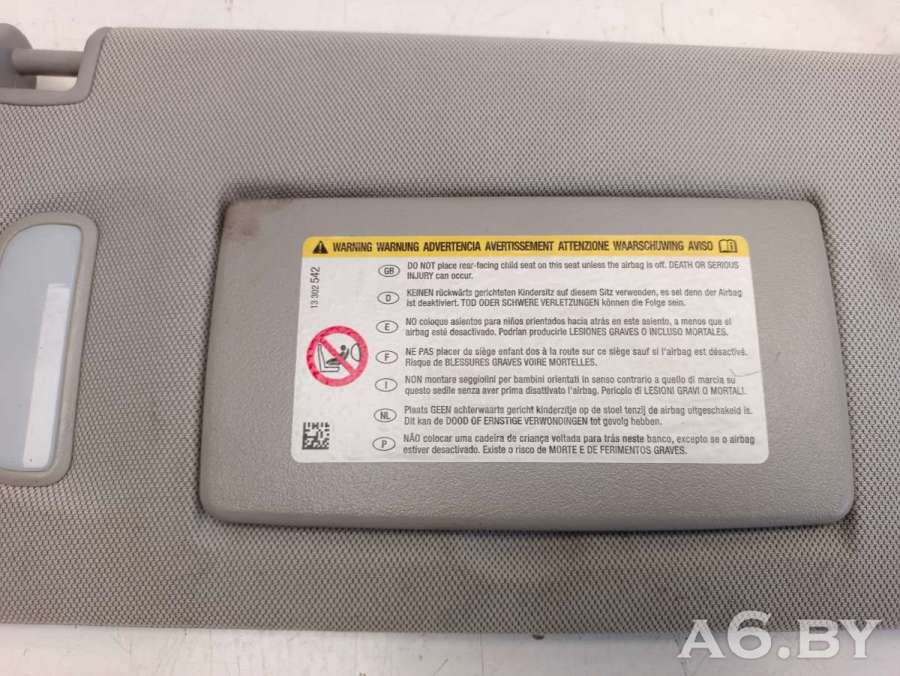 WARNING WARNUNG ADVERTENCIA AVERTISSEMENT ATTENZIONE WAARSCHUWING AVISO
13 302 542
GB DO NOT place rear-facing child seat on this seat unless the airbag is off. DEATH OR SERIOUS
INJURY can occur.
D KEINEN rückwärts gerichteten Kindersitz auf diesem Sitz verwenden, es sei denn der Airbag
ist deaktiviert. TOD ODER SCHWERE VERLETZUNGEN können die Folge sein.
E NO coloque asientos para niños orientados hacia atrás en este asiento, a menos que el
airbag esté desactivado. Podrían producirle LESIONES GRAVES O INCLUSO MORTALES.
F NE PAS placer de siège enfant dos à la route sur ce siège sauf si l'airbag est désactivé.
Risque de BLESSURES GRAVES VOIRE MORTELLES.
I NON montare seggiolini per bambini orientati in senso contrario a quello di marcia su
questo sedile senza aver prima disattivato l'airbag. Pericolo di LESIONI GRAVI O MORTALI.
NL Plaats GEEN achterwaarts gericht kinderzitje op de stoel tenzij de airbag uitgeschakeld is.
Dit kan de DOOD OF ERNSTIGE VERWONDINGEN tot gevolg hebben.
P NÃO colocar uma cadeira de criança voltada para trás neste banco, excepto se o airbag
estiver desactivado. Existe o risco de MORTE E DE FERIMENTOS GRAVES.
A6.BY